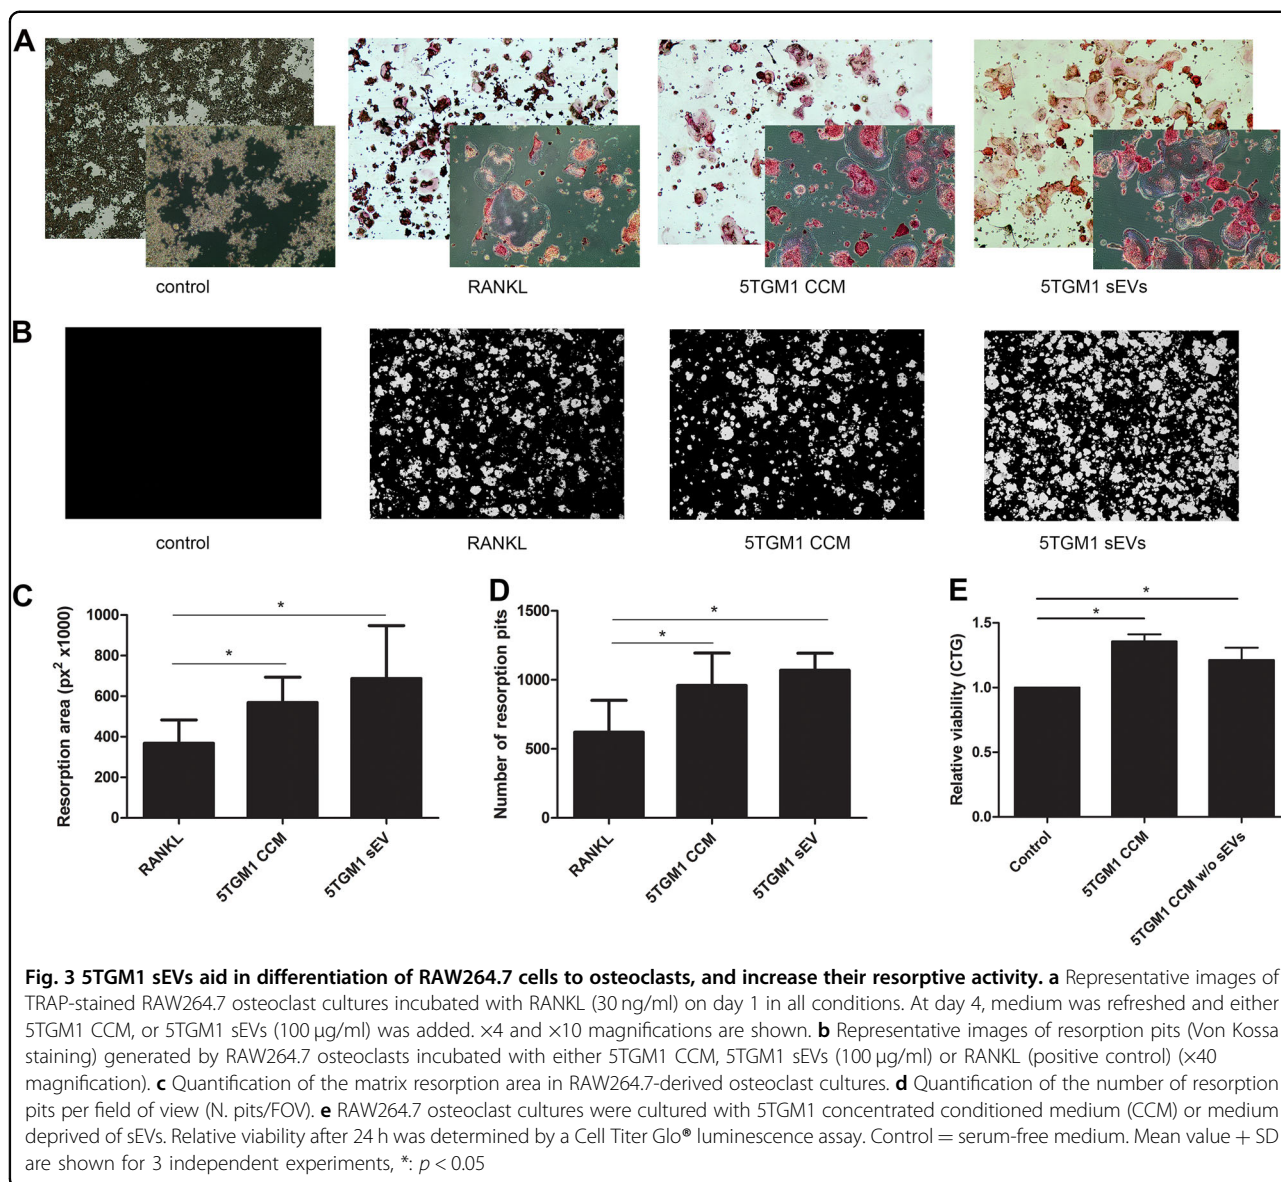 A
control
RANKL
5TGM1 CCM
5TGM1 sEVs
B
control
RANKL
5TGM1 CCM
5TGM1 sEVs
C
Resorption area (px² x1000)
1000
800
600
400
200
0
*
*
RANKL
5TGM1 CCM
5TGM1 sEV
D
Number of resorption pits
1500
1000
500
0
*
*
RANKL
5TGM1 CCM
5TGM1 sEV
E
Relative viability (CTG)
1.5
1.0
0.5
0.0
*
*
Control
5TGM1 CCM
5TGM1 CCM w/o sEVs
Fig. 3 5TGM1 sEVs aid in differentiation of RAW264.7 cells to osteoclasts, and increase their resorptive activity. a Representative images of
TRAP-stained RAW264.7 osteoclast cultures incubated with RANKL (30 ng/ml) on day 1 in all conditions. At day 4, medium was refreshed and either
5TGM1 CCM, or 5TGM1 sEVs (100 μg/ml) was added. ×4 and ×10 magnifications are shown. b Representative images of resorption pits (Von Kossa
staining) generated by RAW264.7 osteoclasts incubated with either 5TGM1 CCM, 5TGM1 sEVs (100 μg/ml) or RANKL (positive control) (×40
magnification). c Quantification of the matrix resorption area in RAW264.7-derived osteoclast cultures. d Quantification of the number of resorption
pits per field of view (N. pits/FOV). e RAW264.7 osteoclast cultures were cultured with 5TGM1 concentrated conditioned medium (CCM) or medium
deprived of sEVs. Relative viability after 24 h was determined by a Cell Titer Glo® luminescence assay. Control = serum-free medium. Mean value + SD
are shown for 3 independent experiments, *: p < 0.05